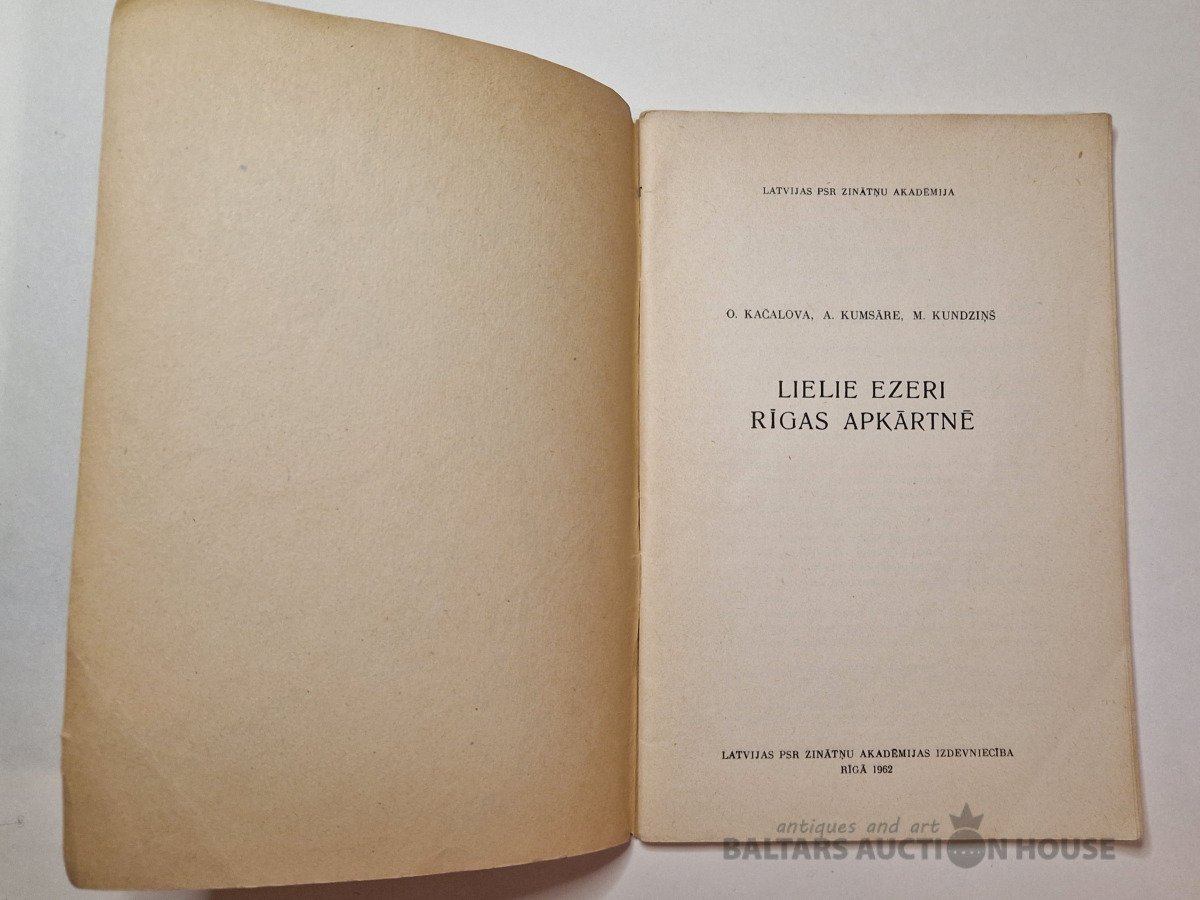 LATVIJAS PSR ZINĀTŅU AKADĒMIJA
O. KAČALOVA, A. KUMSĀRE, M. KUNDZIŅŠ
LIELIE EZERI
RĪGAS APKĀRTNĒ
LATVIJAS PSR ZINĀTŅU AKADĒMIJAS IZDEVNIECĪBA
RĪGĀ 1962
antiques and art
BALTARS AUCTION HOUSE